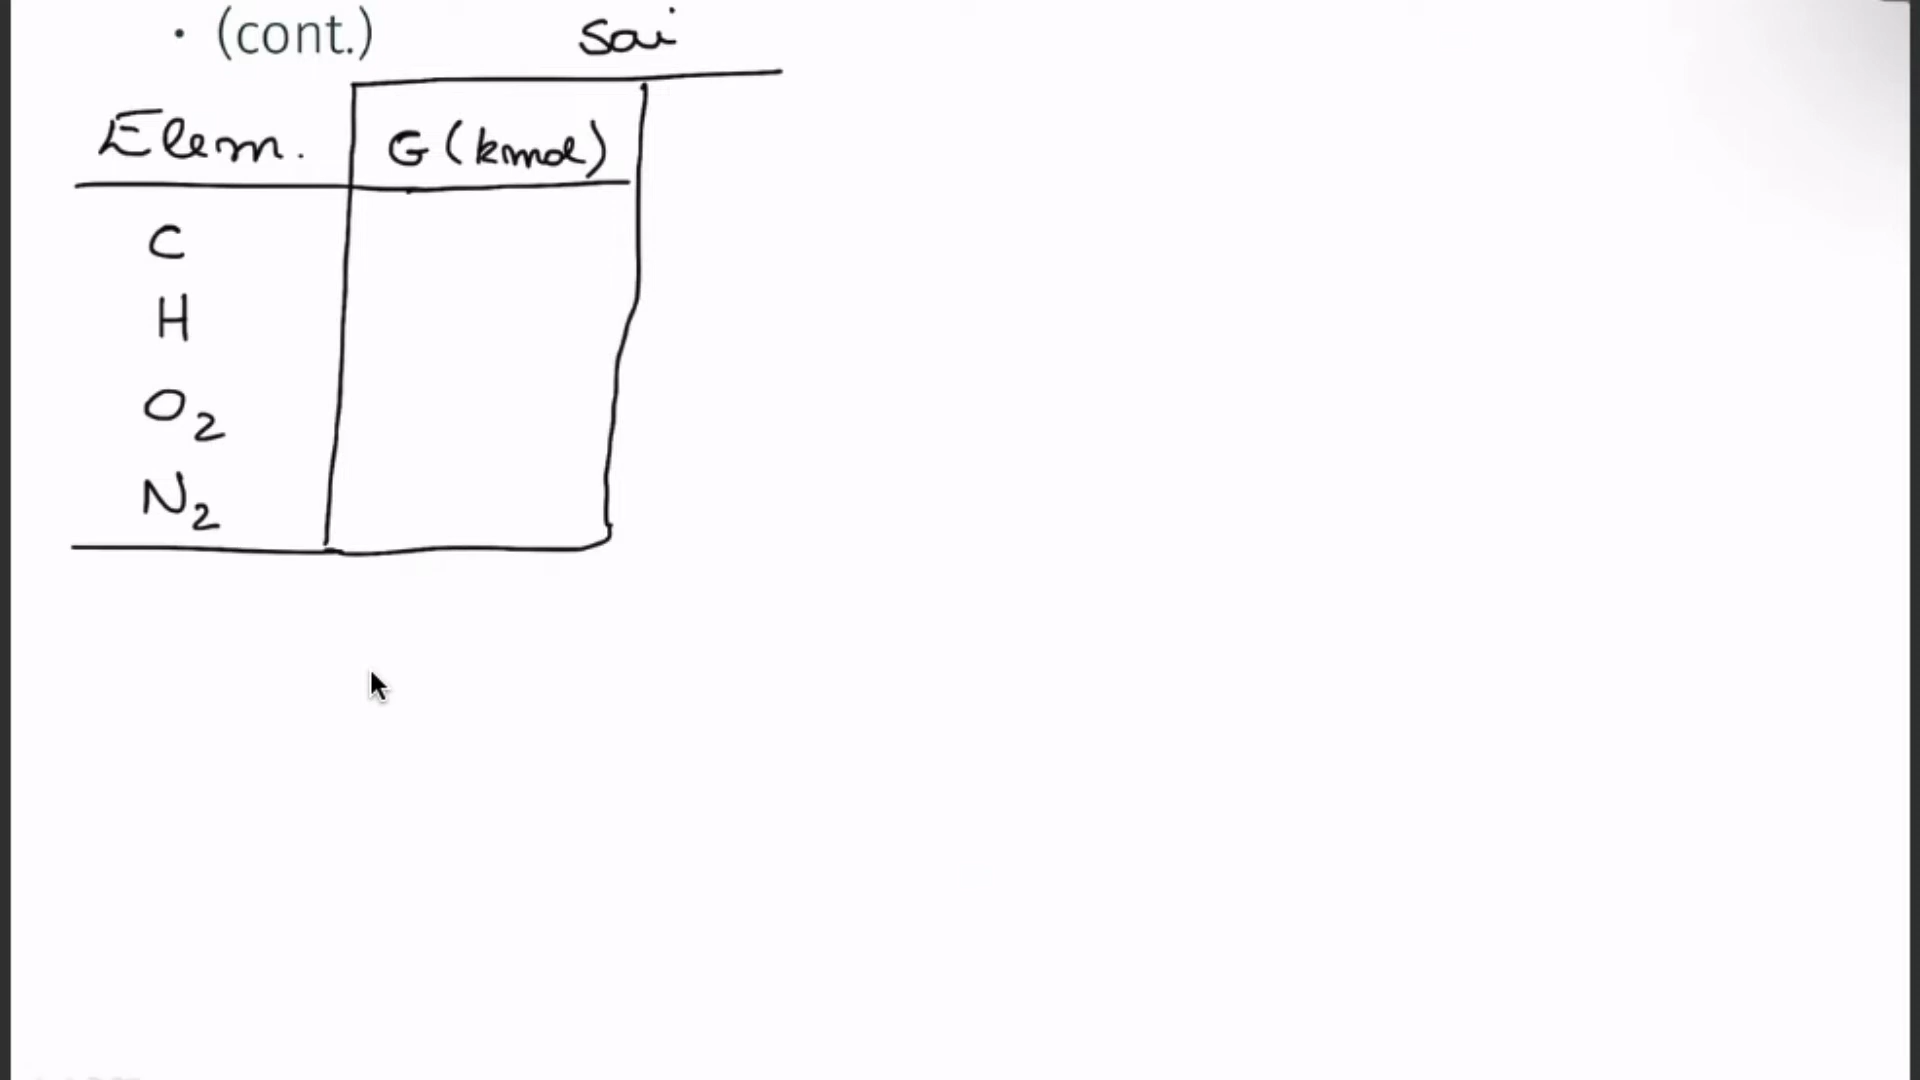 • (cont.) Sai
Elem. G (kmol)
C
H
O₂
N₂